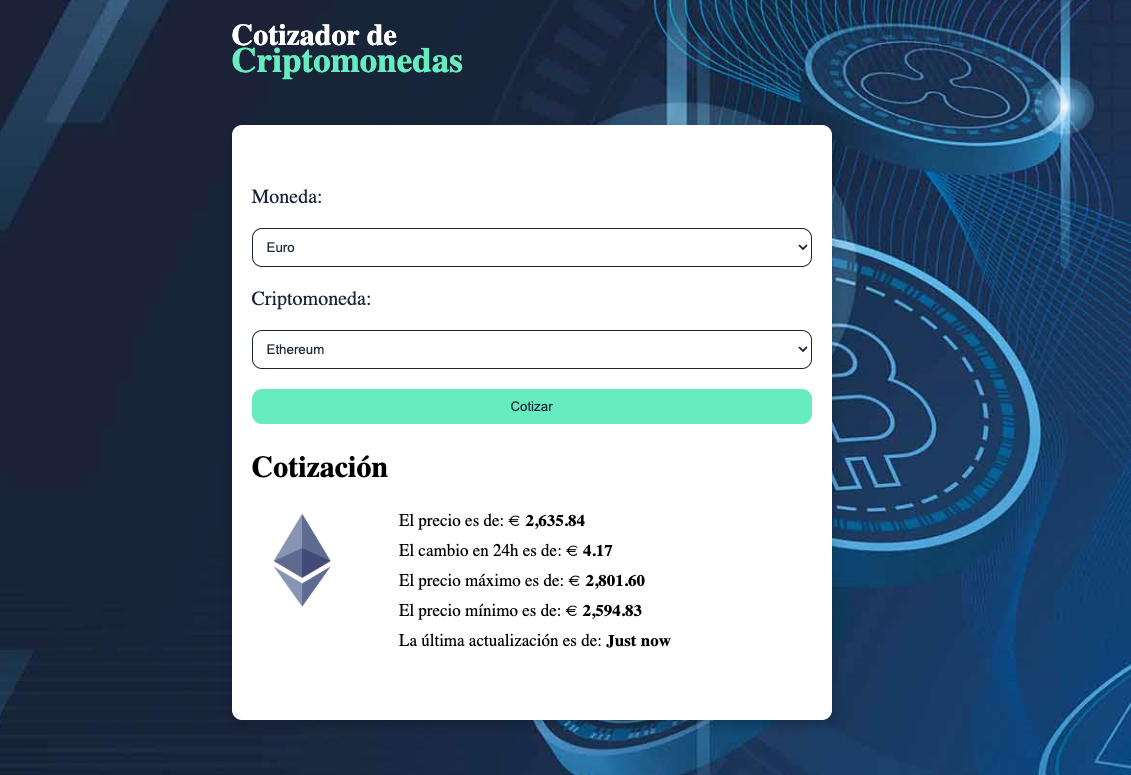 Cotizador de
Criptomonedas
Moneda:
Euro
Criptomoneda:
Ethereum
Cotizar
Cotización
El precio es de: € 2,635.84
El cambio en 24h es de: € 4.17
El precio máximo es de: € 2,801.60
El precio mínimo es de: € 2,594.83
La última actualización es de: Just now